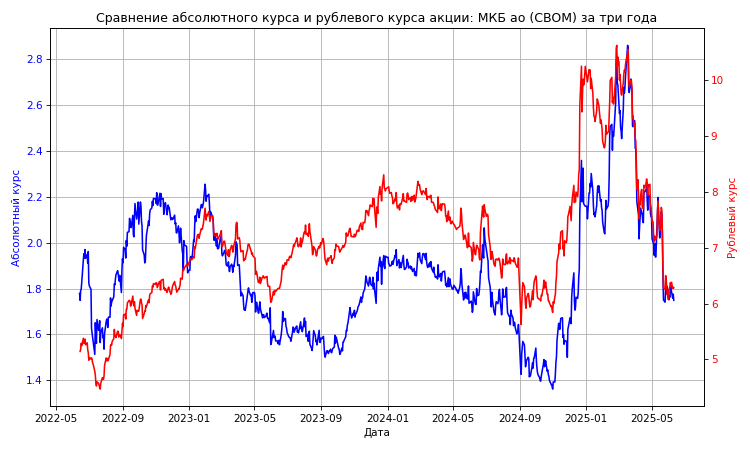 Сравнение абсолютного курса и рублевого курса акции: МКБ ао (CBOM) за три года
Абсолютный курс
2.8
2.6
2.4
2.2
2.0
1.8
1.6
1.4
10
9
8
7
6
5
Рублевый курс
2022-05 2022-09 2023-01 2023-05 2023-09 2024-01 2024-05 2024-09 2025-01 2025-05
Дата